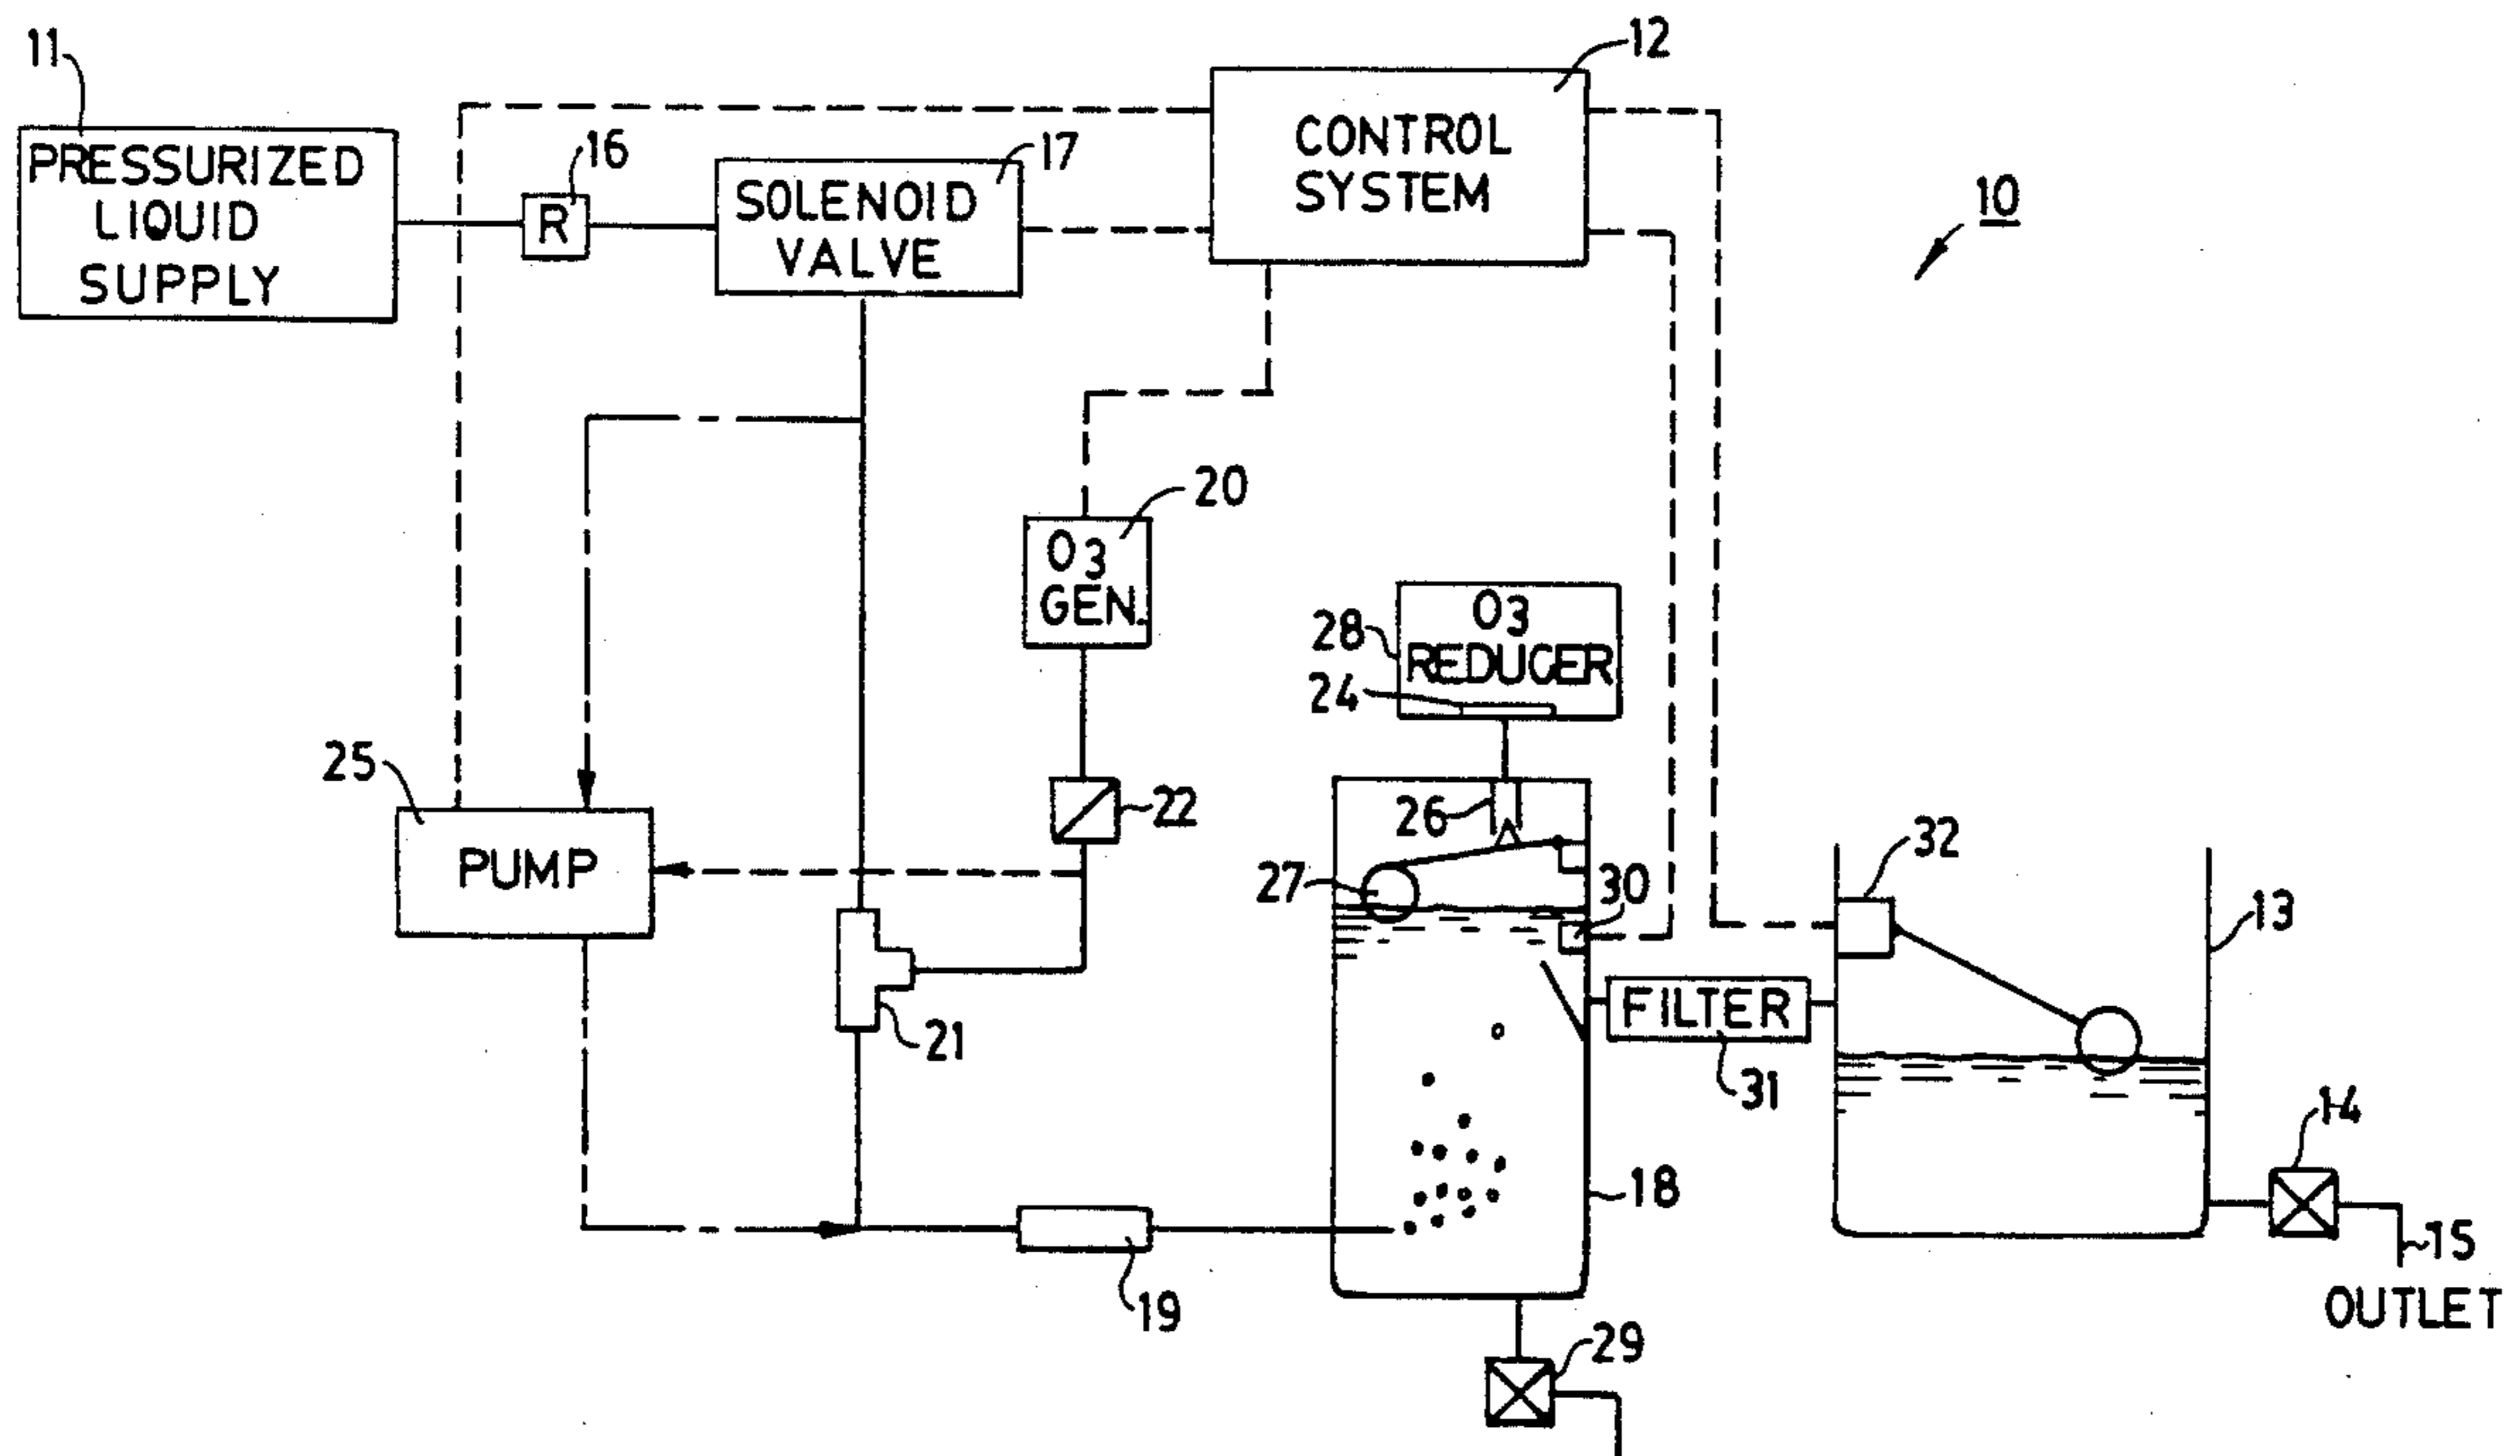 11
PRESSURIZED
LIQUID
SUPPLY
16
R
17
SOLENOID
VALVE
12
CONTROL
SYSTEM
10
20
O3
GEN.
28
O3
REDUCER
24
25
PUMP
22
26
27
30
32
13
21
FILTER
31
14
18
15
OUTLET
19
29